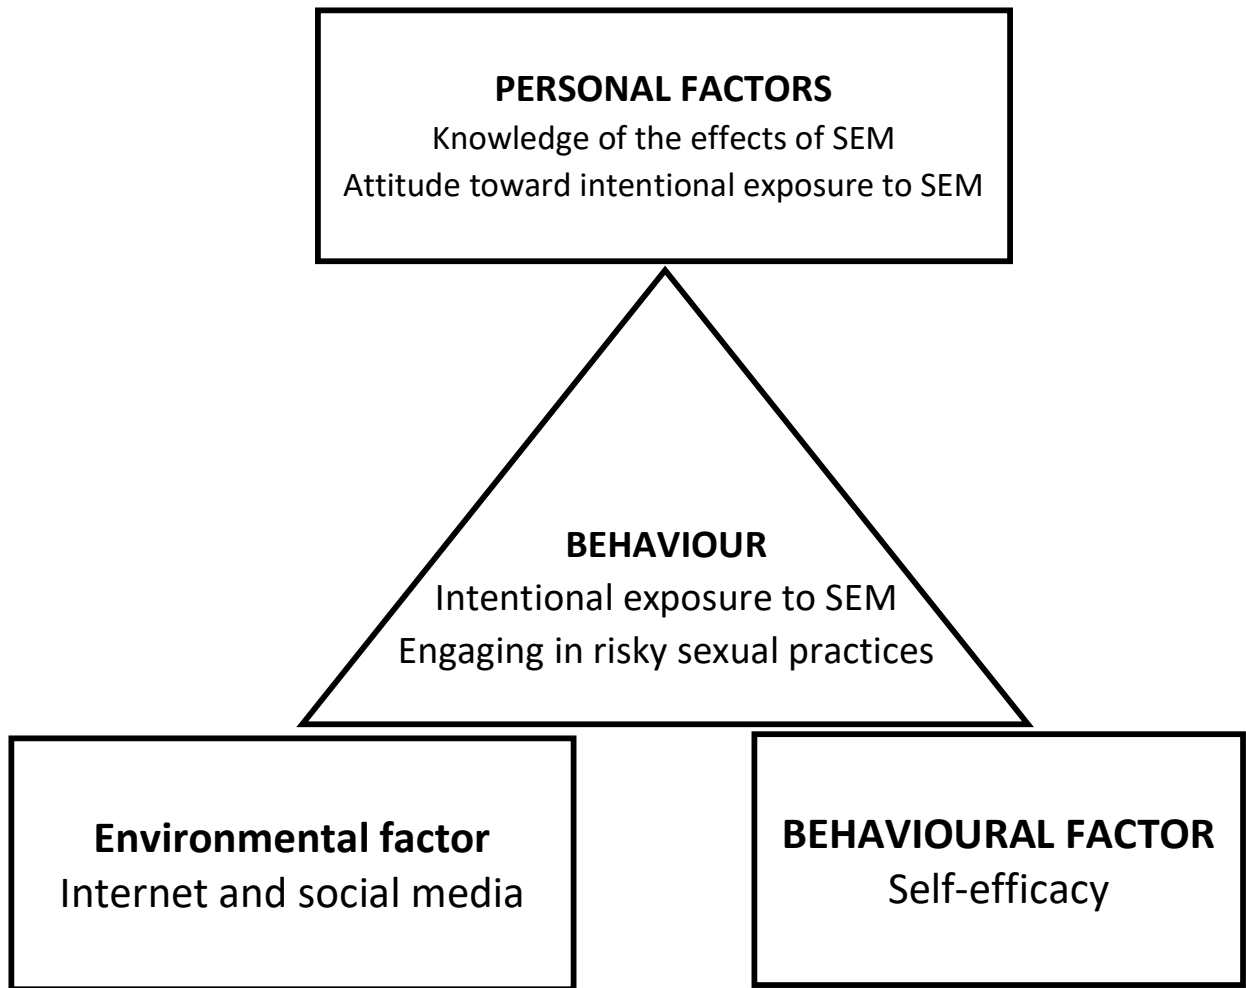 PERSONAL FACTORS
Knowledge of the effects of SEM
Attitude toward intentional exposure to SEM
BEHAVIOUR
Intentional exposure to SEM
Engaging in risky sexual practices
Environmental factor
Internet and social media
BEHAVIOURAL FACTOR
Self-efficacy